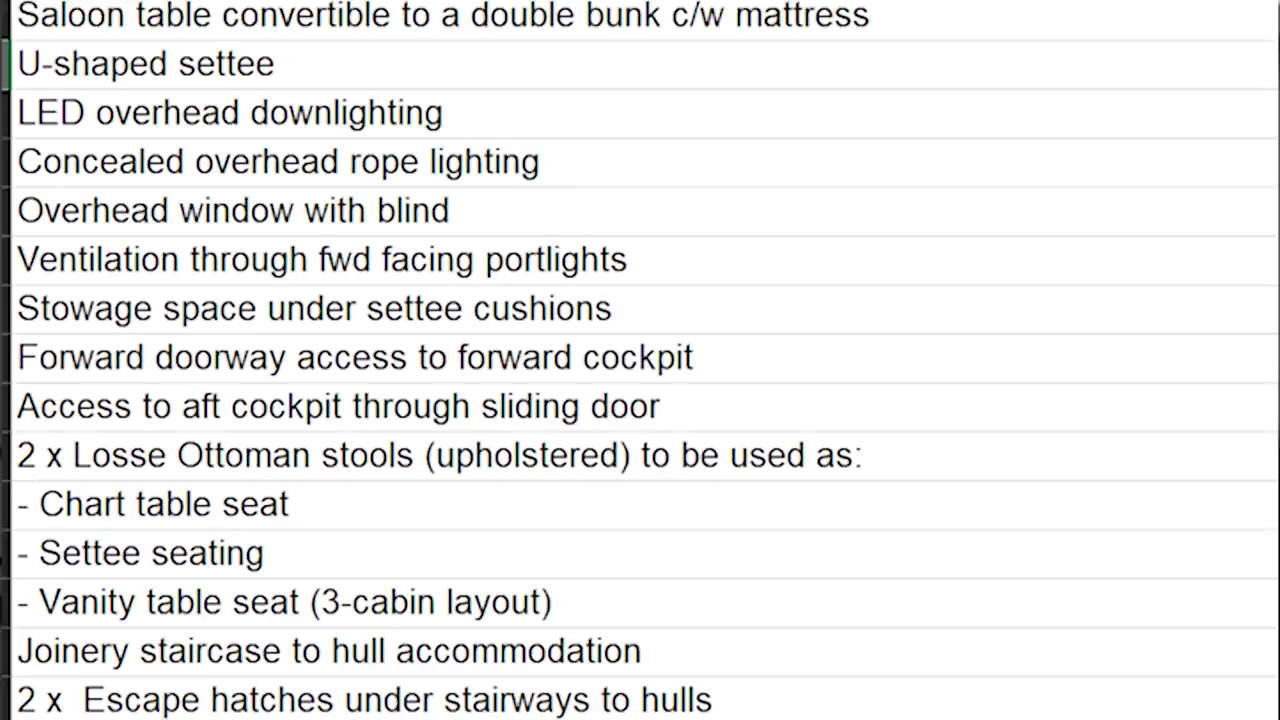 Saloon table convertible to a double bunk c/w mattress
U-shaped settee
LED overhead downlighting
Concealed overhead rope lighting
Overhead window with blind
Ventilation through fwd facing portlights
Stowage space under settee cushions
Forward doorway access to forward cockpit
Access to aft cockpit through sliding door
2 x Losse Ottoman stools (upholstered) to be used as:
- Chart table seat
- Settee seating
- Vanity table seat (3-cabin layout)
Joinery staircase to hull accommodation
2 x  Escape hatches under stairways to hulls